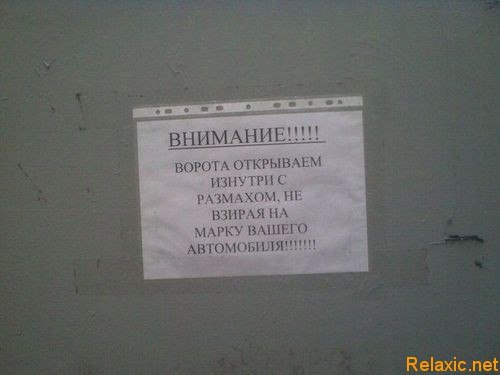 ВНИМАНИЕ!!!!!
ВОРОТА ОТКРЫВАЕМ
ИЗНУТРИ С
РАЗМАХОМ, НЕ
ВЗИРАЯ НА
МАРКУ ВАШЕГО
АВТОМОБИЛЯ!!!!!!!
Relaxic.net